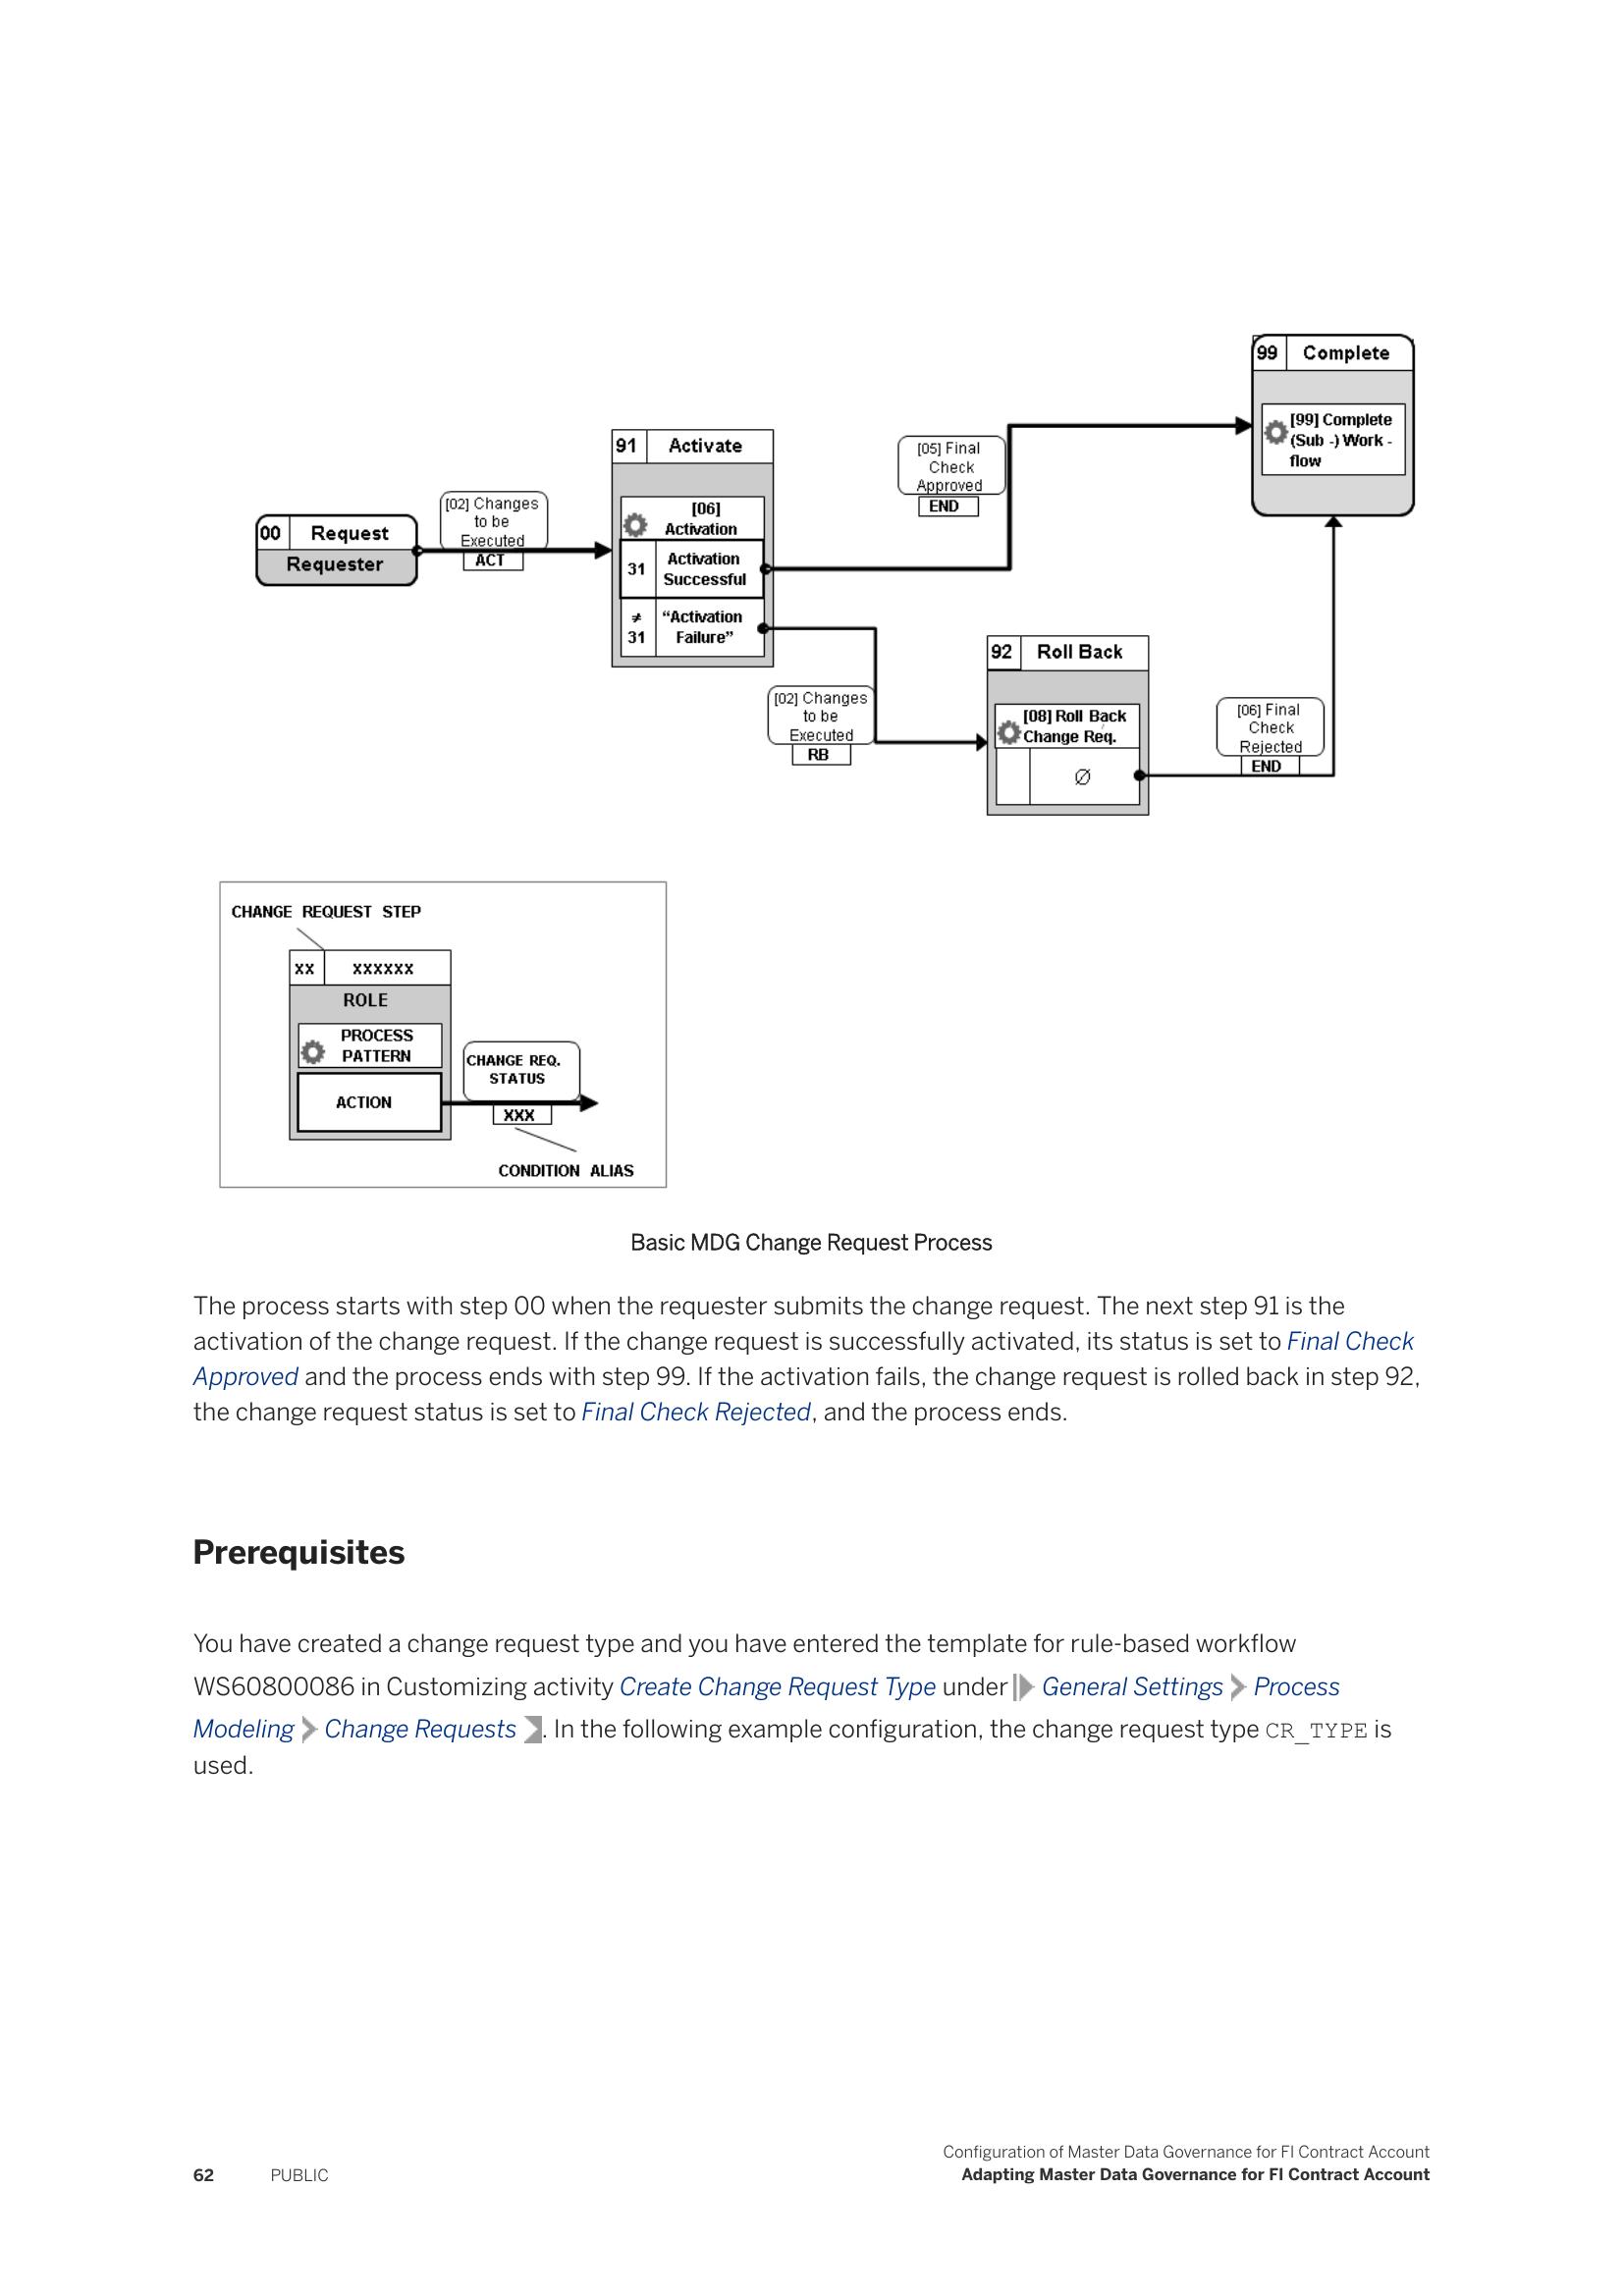 99 Complete
[99] Complete
(Sub -) Work -
flow
91 Activate
[05] Final
Check
Approved
END
[02] Changes
to be
Executed
ACT
00 Request
Requester
[06]
Activation
31 Activation
Successful
≠
31
“Activation
Failure”
92 Roll Back
[02] Changes
to be
Executed
RB
[08] Roll Back
Change Req.
∅
[06] Final
Check
Rejected
END
CHANGE REQUEST STEP
xx xxxxxx
ROLE
PROCESS
PATTERN
ACTION
CHANGE REQ.
STATUS
XXX
CONDITION ALIAS
Basic MDG Change Request Process
The process starts with step 00 when the requester submits the change request. The next step 91 is the
activation of the change request. If the change request is successfully activated, its status is set to Final Check
Approved and the process ends with step 99. If the activation fails, the change request is rolled back in step 92,
the change request status is set to Final Check Rejected, and the process ends.
Prerequisites
You have created a change request type and you have entered the template for rule-based workflow
WS60800086 in Customizing activity Create Change Request Type under General Settings Process
Modeling Change Requests . In the following example configuration, the change request type CR_TYPE is
used.
Configuration of Master Data Governance for FI Contract Account
62 PUBLIC Adapting Master Data Governance for FI Contract Account